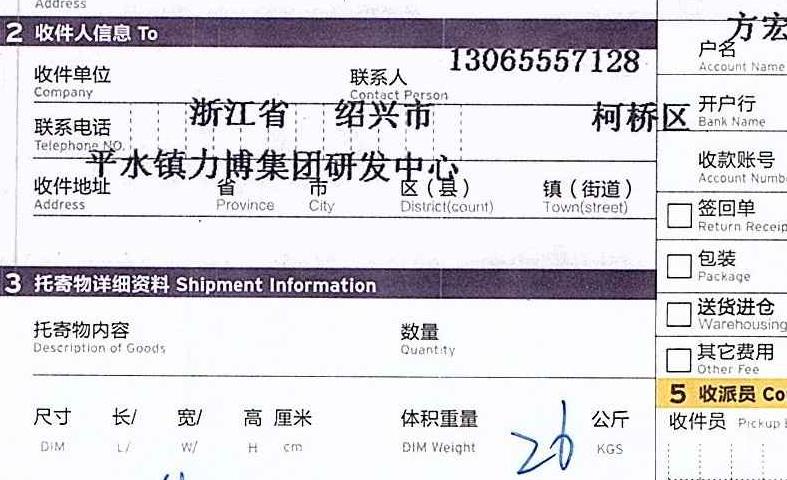 Address
2 收件人信息 To
方宏
13065557128
户名
Account Name
收件单位
Company
联系人
Contact Person
浙江省 绍兴市 柯桥区
开户行
Bank Name
联系电话
Telephone NO.
平水镇力博集团研发中心
收款账号
Account Numbe
收件地址
Address
省
Province
市
City
区（县）
District(count)
镇（街道）
Town(street)
签回单
Return Receip
包装
Package
3 托寄物详细资料 Shipment Information
送货进仓
Warehousing
托寄物内容
Description of Goods
数量
Quantity
其它费用
Other Fee
5 收派员 Co
尺寸 长/ 宽/ 高 厘米
DIM L/ W/ H cm
体积重量
DIM Weight
26
公斤
KGS
收件员 Pickup